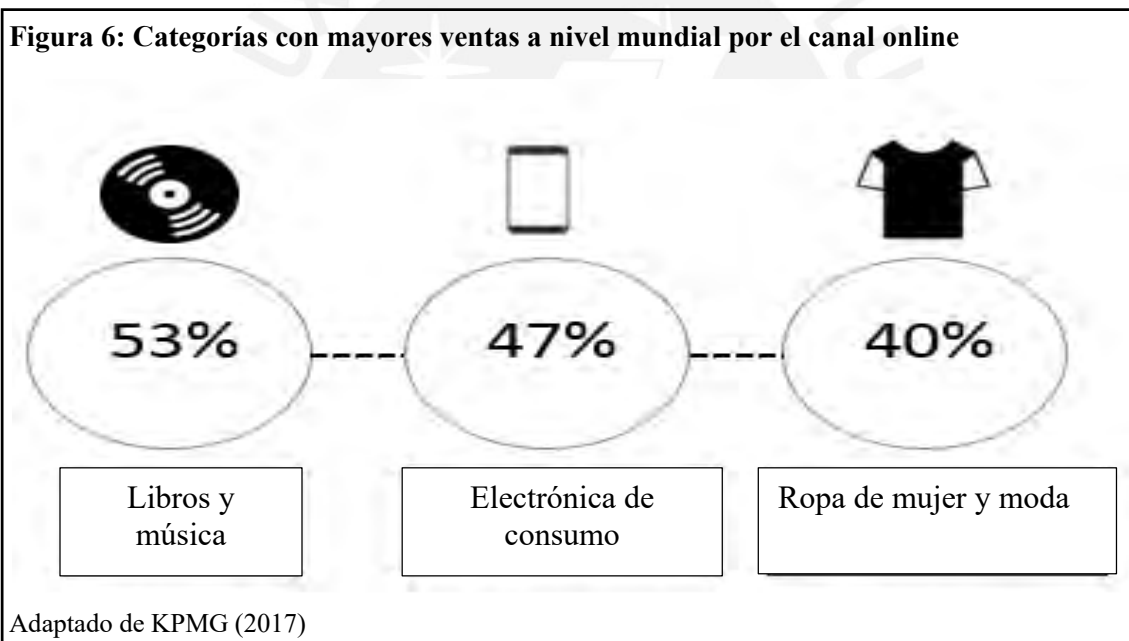 Figura 6: Categorías con mayores ventas a nivel mundial por el canal online
53% 47% 40%
Libros y
música
Electrónica de
consumo
Ropa de mujer y moda
Adaptado de KPMG (2017)